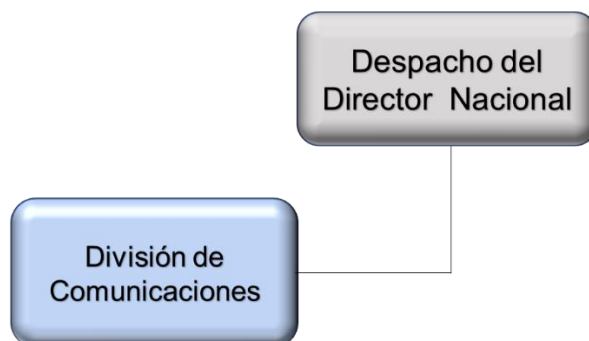 Despacho del
Director Nacional
División de
Comunicaciones